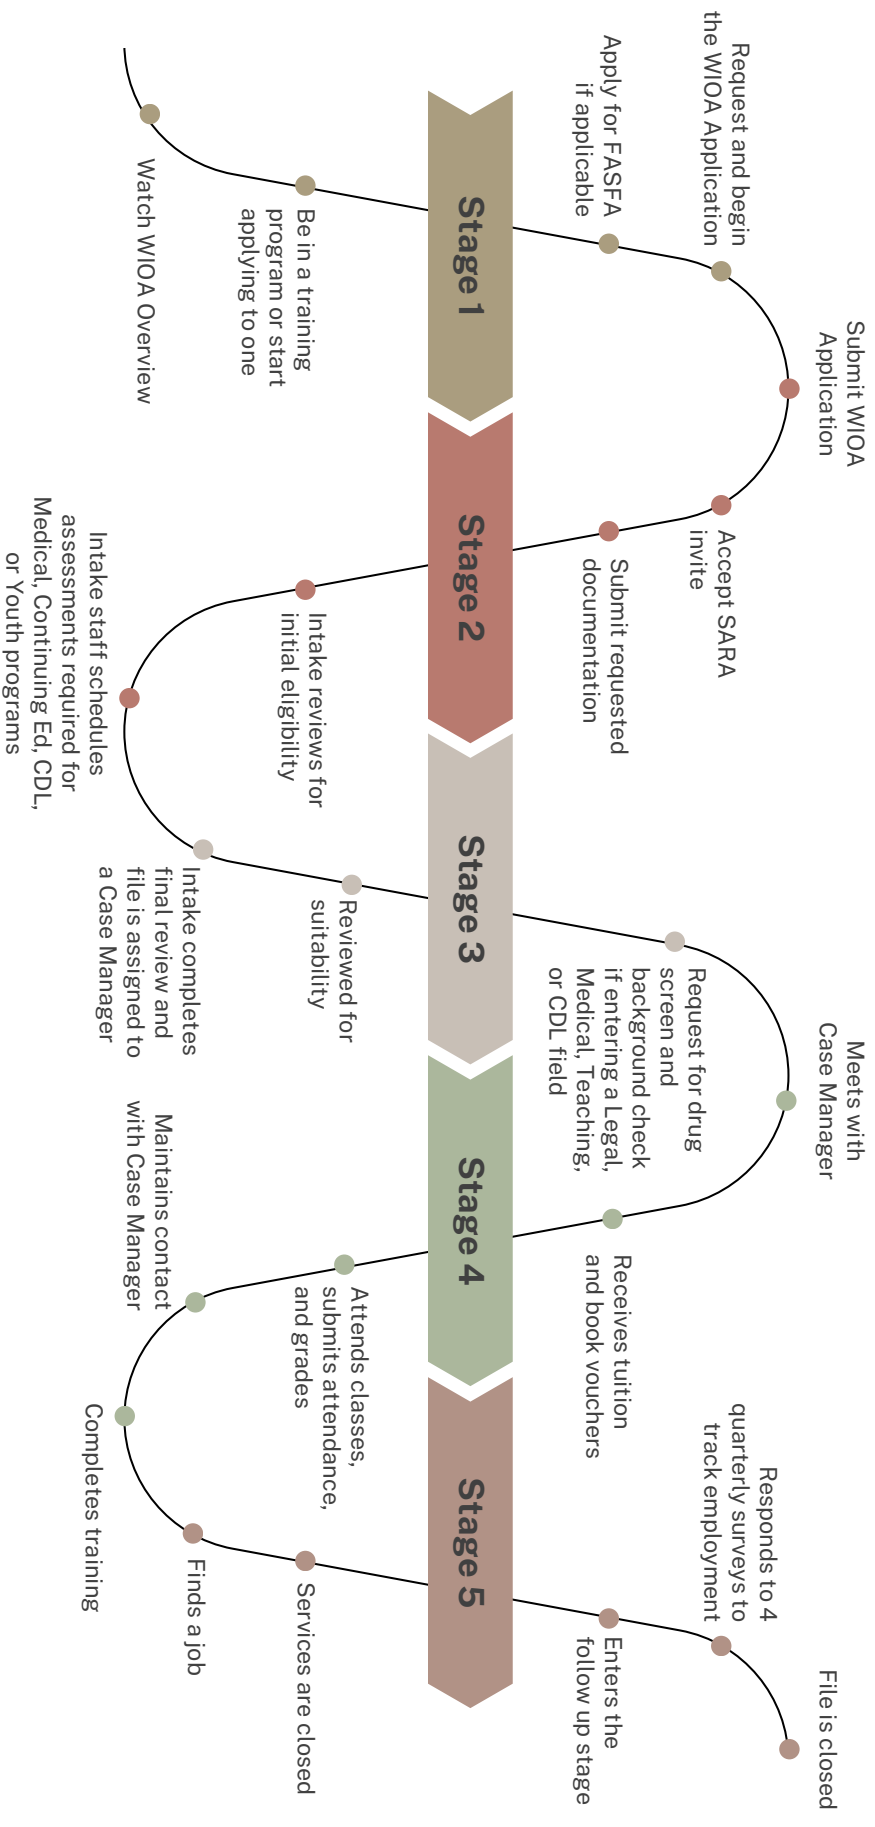 Stage 1
Watch WIOA Overview
Be in a training
program or start
applying to one
Apply for FASFA
if applicable
Request and begin
the WIOA Application
Stage 2
Submit WIOA
Application
Accept SARA
invite
Submit requested
documentation
Intake reviews for
initial eligibility
Intake staff schedules
assessments required for
Medical, Continuing Ed, CDL,
or Youth programs
Stage 3
Intake completes
final review and
file is assigned to
a Case Manager
Reviewed for
suitability
Request for drug
screen and
background check
if entering a Legal,
Medical, Teaching,
or CDL field
Stage 4
Meets with
Case Manager
Receives tuition
and book vouchers
Attends classes,
submits attendance,
and grades
Maintains contact
with Case Manager
Completes training
Stage 5
Finds a job
Services are closed
Enters the
follow up stage
Responds to 4
quarterly surveys to
track employment
File is closed